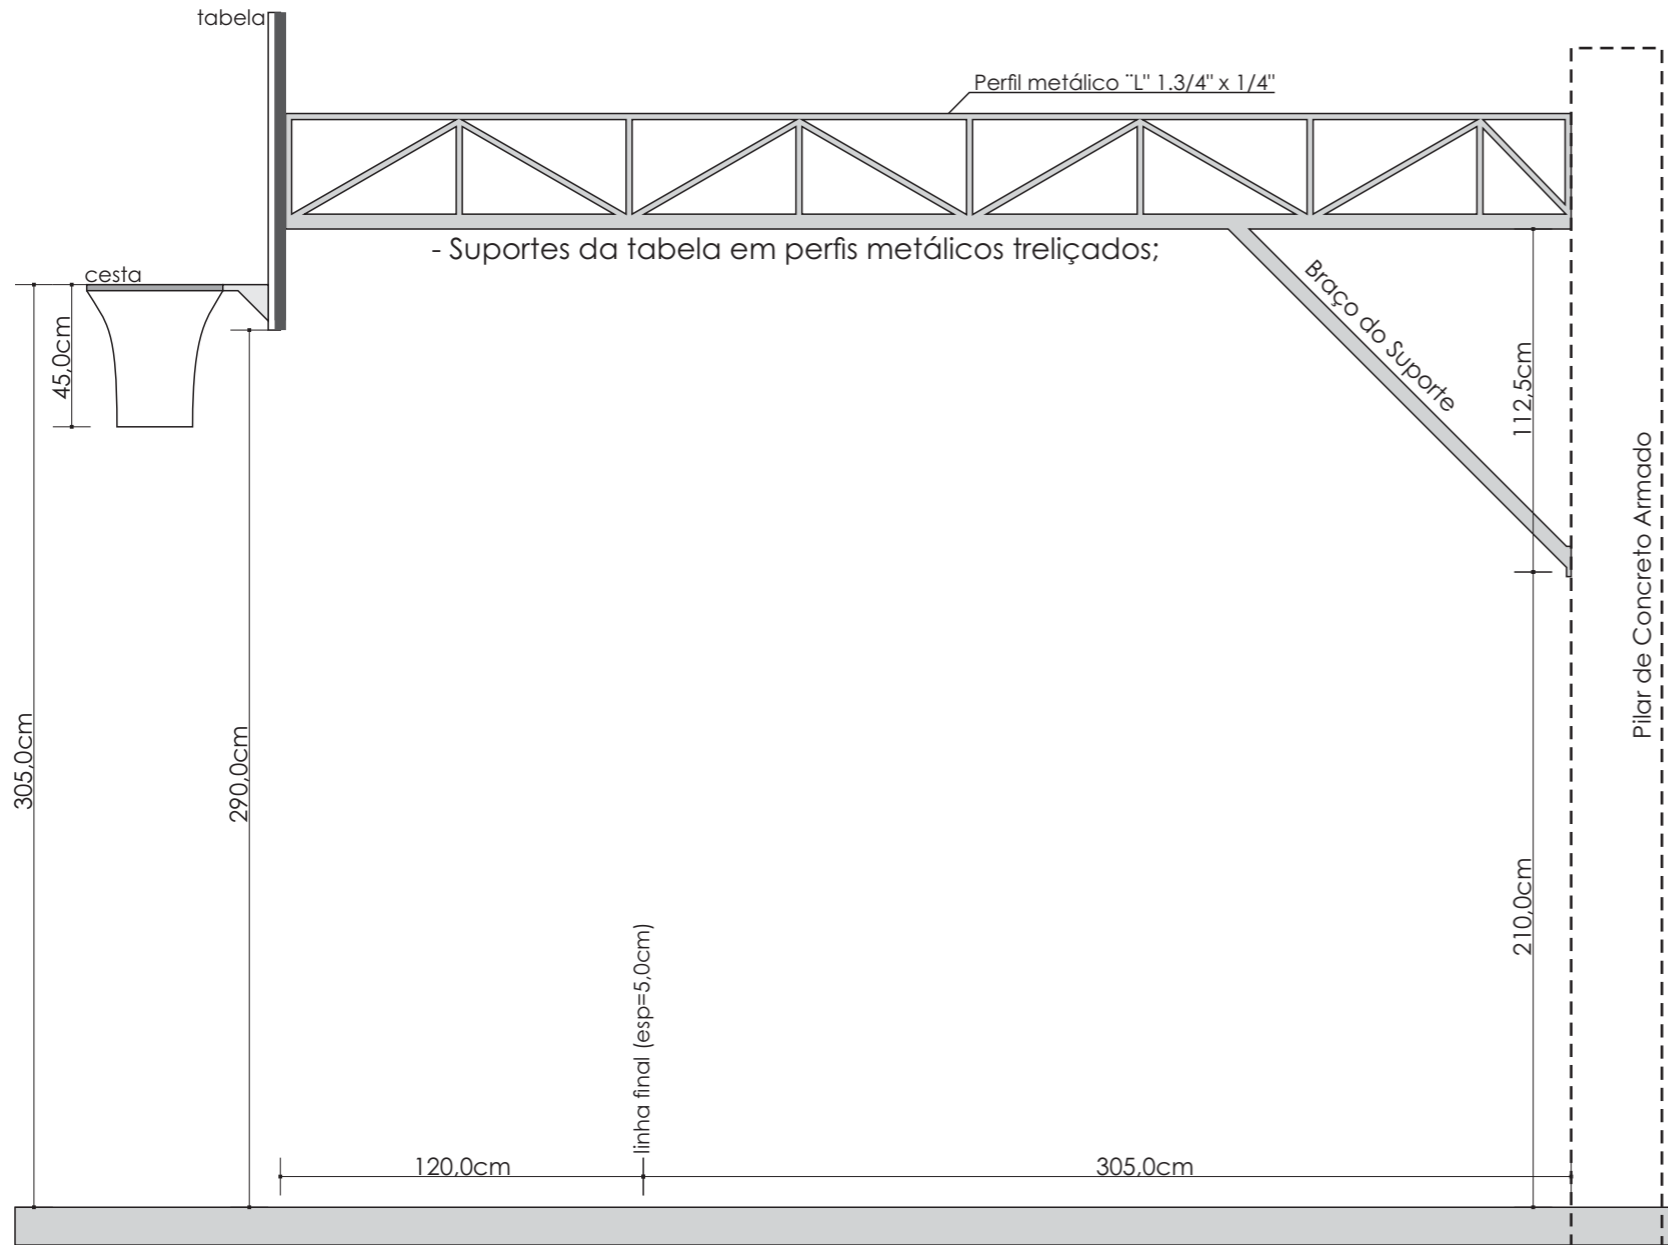 tabela
Perfil metálico ¨L" 1.3/4" x 1/4"
- Suportes da tabela em perfis metálicos treliçados;
cesta
Braço do Suporte
45,0cm
112,5cm
Pilar de Concreto Armado
305,0cm
290,0cm
210,0cm
linha final (esp=5,0cm)
120,0cm
305,0cm